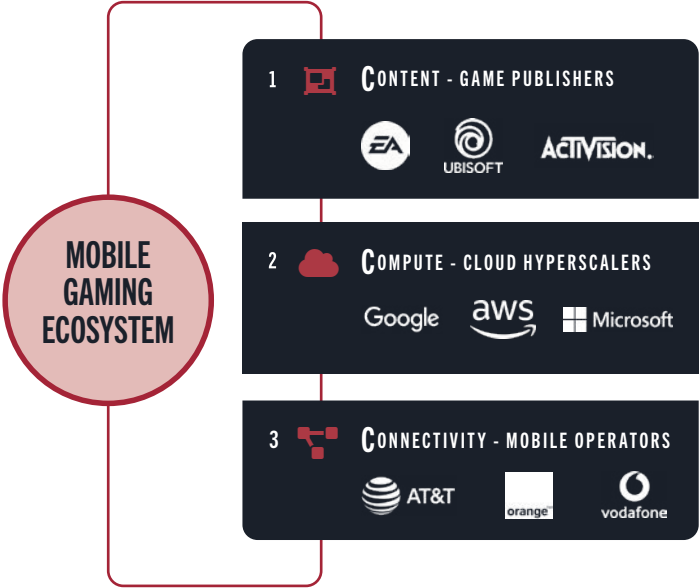 MOBILE
GAMING
ECOSYSTEM
1 CONTENT - GAME PUBLISHERS
EA UBISOFT ACTIVISION.
2 COMPUTE - CLOUD HYPERSCALERS
Google aws Microsoft
3 CONNECTIVITY - MOBILE OPERATORS
AT&T orange™ vodafone